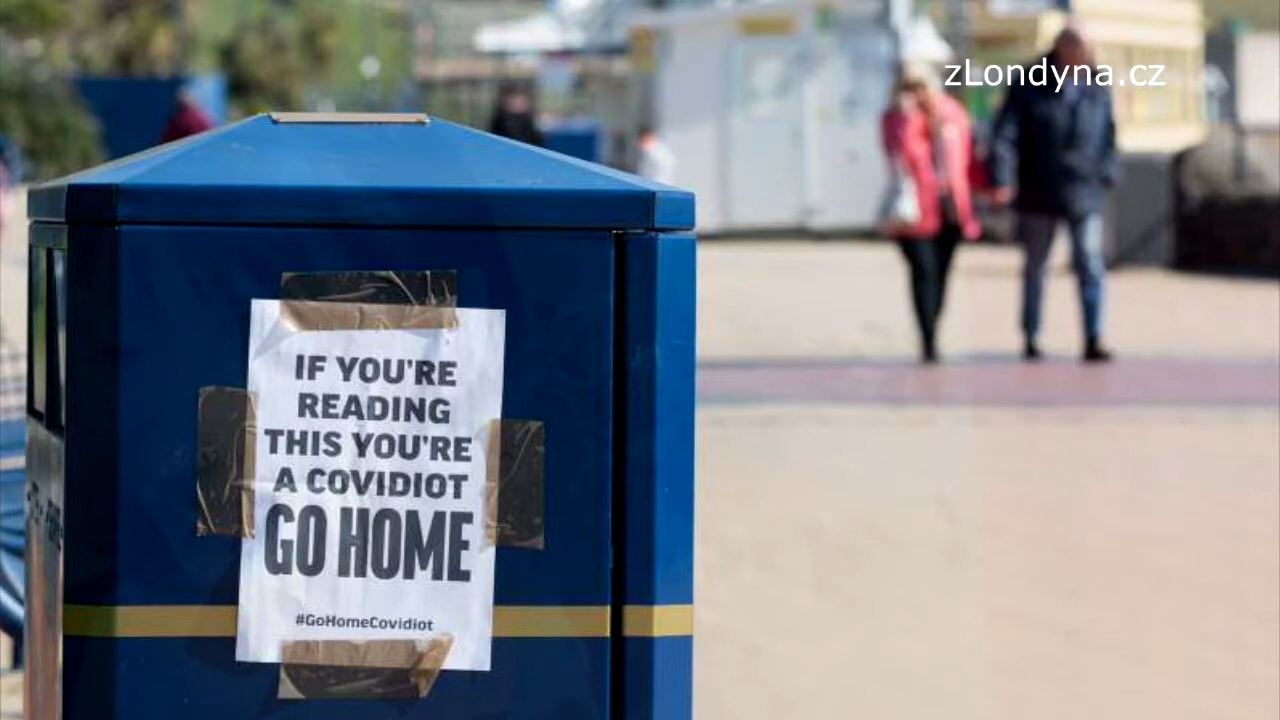 zLondyna.cz
IF YOU'RE
READING
THIS YOU'RE
A COVIDIOT
GO HOME
#GoHomeCovidiot